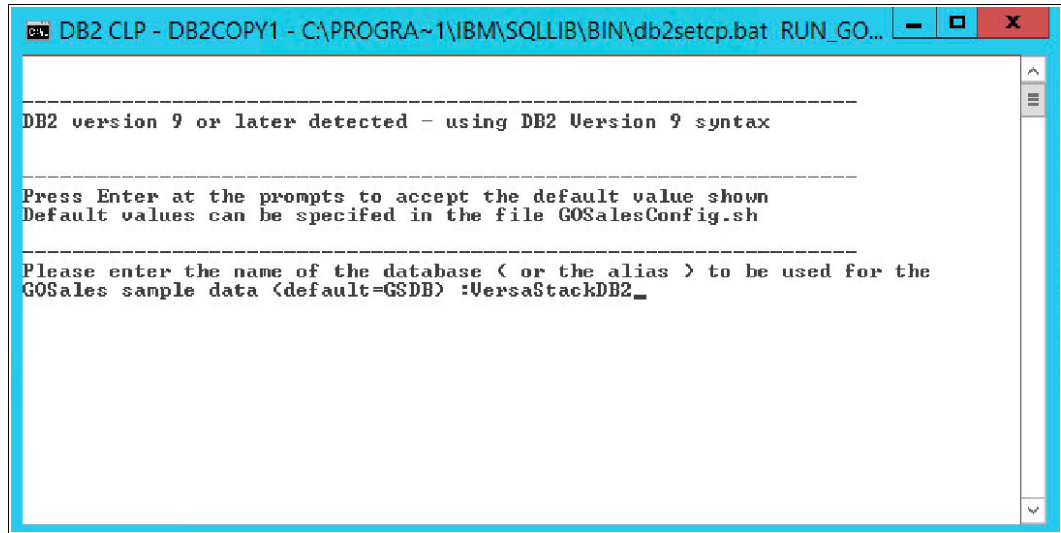 DB2 CLP - DB2COPY1 - C:\PROGRA~1\IBM\SQLLIB\BIN\db2setcp.bat RUN_GO...
DB2 version 9 or later detected - using DB2 Version 9 syntax
Press Enter at the prompts to accept the default value shown
Default values can be specifed in the file GOSalesConfig.sh
Please enter the name of the database ( or the alias ) to be used for the
GOSales sample data (default=GSDB) :VersaStackDB2_